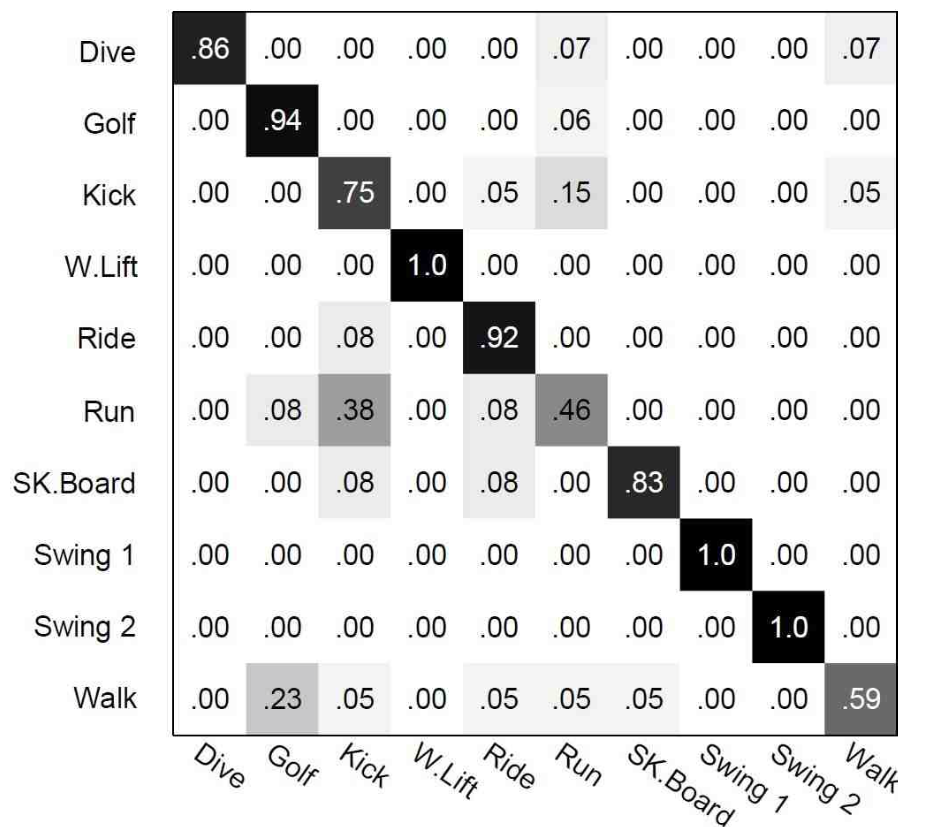 Dive .86 .00 .00 .00 .00 .07 .00 .00 .00 .07
Golf .00 .94 .00 .00 .00 .06 .00 .00 .00 .00
Kick .00 .00 .75 .00 .05 .15 .00 .00 .00 .05
W.Lift .00 .00 .00 1.0 .00 .00 .00 .00 .00 .00
Ride .00 .00 .08 .00 .92 .00 .00 .00 .00 .00
Run .00 .08 .38 .00 .08 .46 .00 .00 .00 .00
SK.Board .00 .00 .08 .00 .08 .00 .83 .00 .00 .00
Swing 1 .00 .00 .00 .00 .00 .00 .00 1.0 .00 .00
Swing 2 .00 .00 .00 .00 .00 .00 .00 .00 1.0 .00
Walk .00 .23 .05 .00 .05 .05 .05 .00 .00 .59
Dive Golf Kick W.Lift Ride Run SK.Board Swing 1 Swing 2 Walk